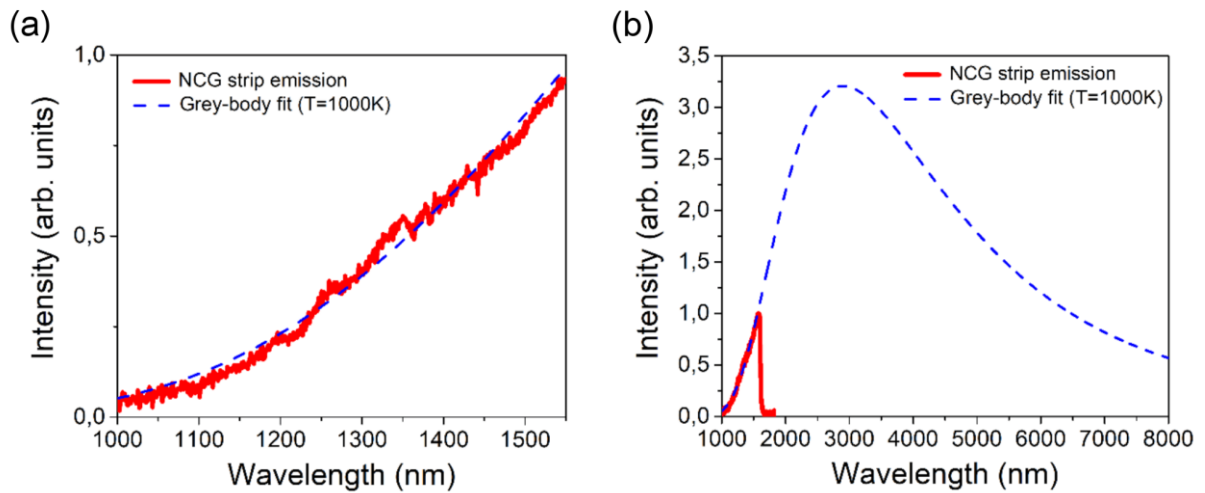 (a)
1,0
0,5
0,0
Intensity (arb. units)
NCG strip emission
Grey-body fit (T=1000K)
1000 1100 1200 1300 1400 1500
Wavelength (nm)
(b)
3,5
3,0
2,5
2,0
1,5
1,0
0,5
0,0
Intensity (arb. units)
NCG strip emission
Grey-body fit (T=1000K)
1000 2000 3000 4000 5000 6000 7000 8000
Wavelength (nm)